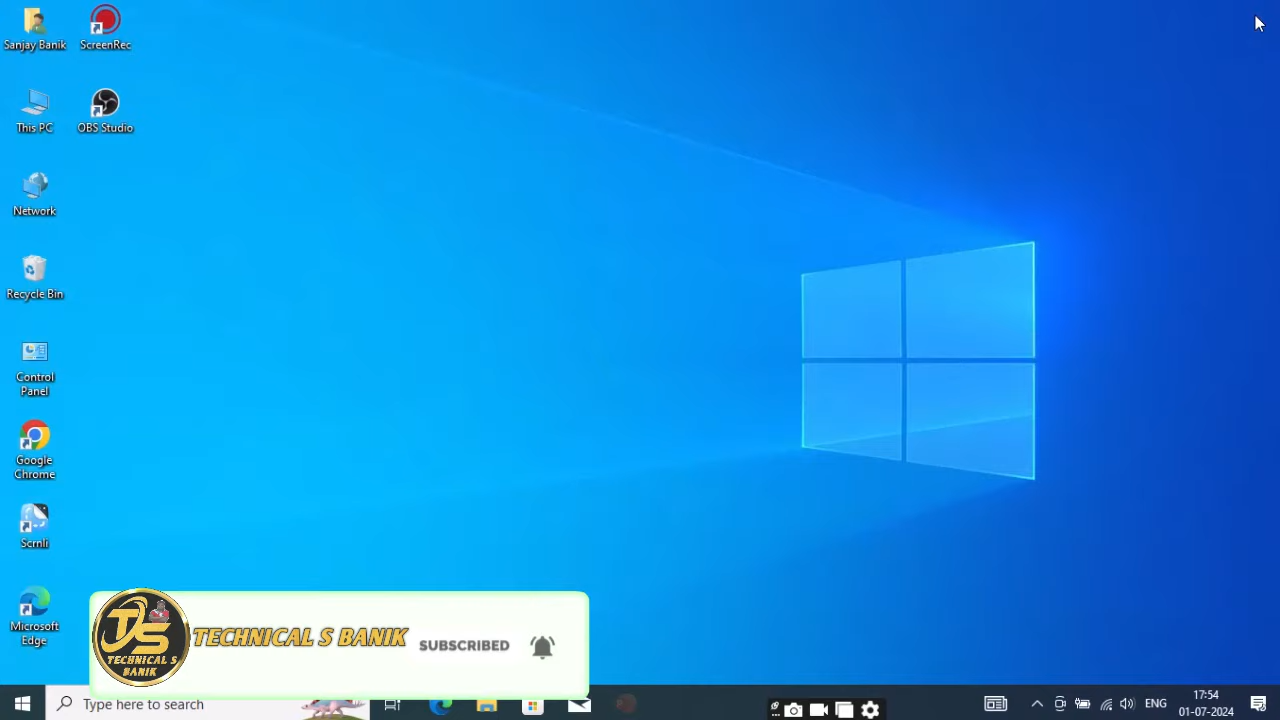 Sanjay Banik
ScreenRec
This PC
OBS Studio
Network
Recycle Bin
Control
Panel
Google
Chrome
Scrnli
Microsoft
Edge
TECHNICAL S
BANIK
TECHNICAL S BANIK
SUBSCRIBED
Type here to search
ENG
17:54
01-07-2024